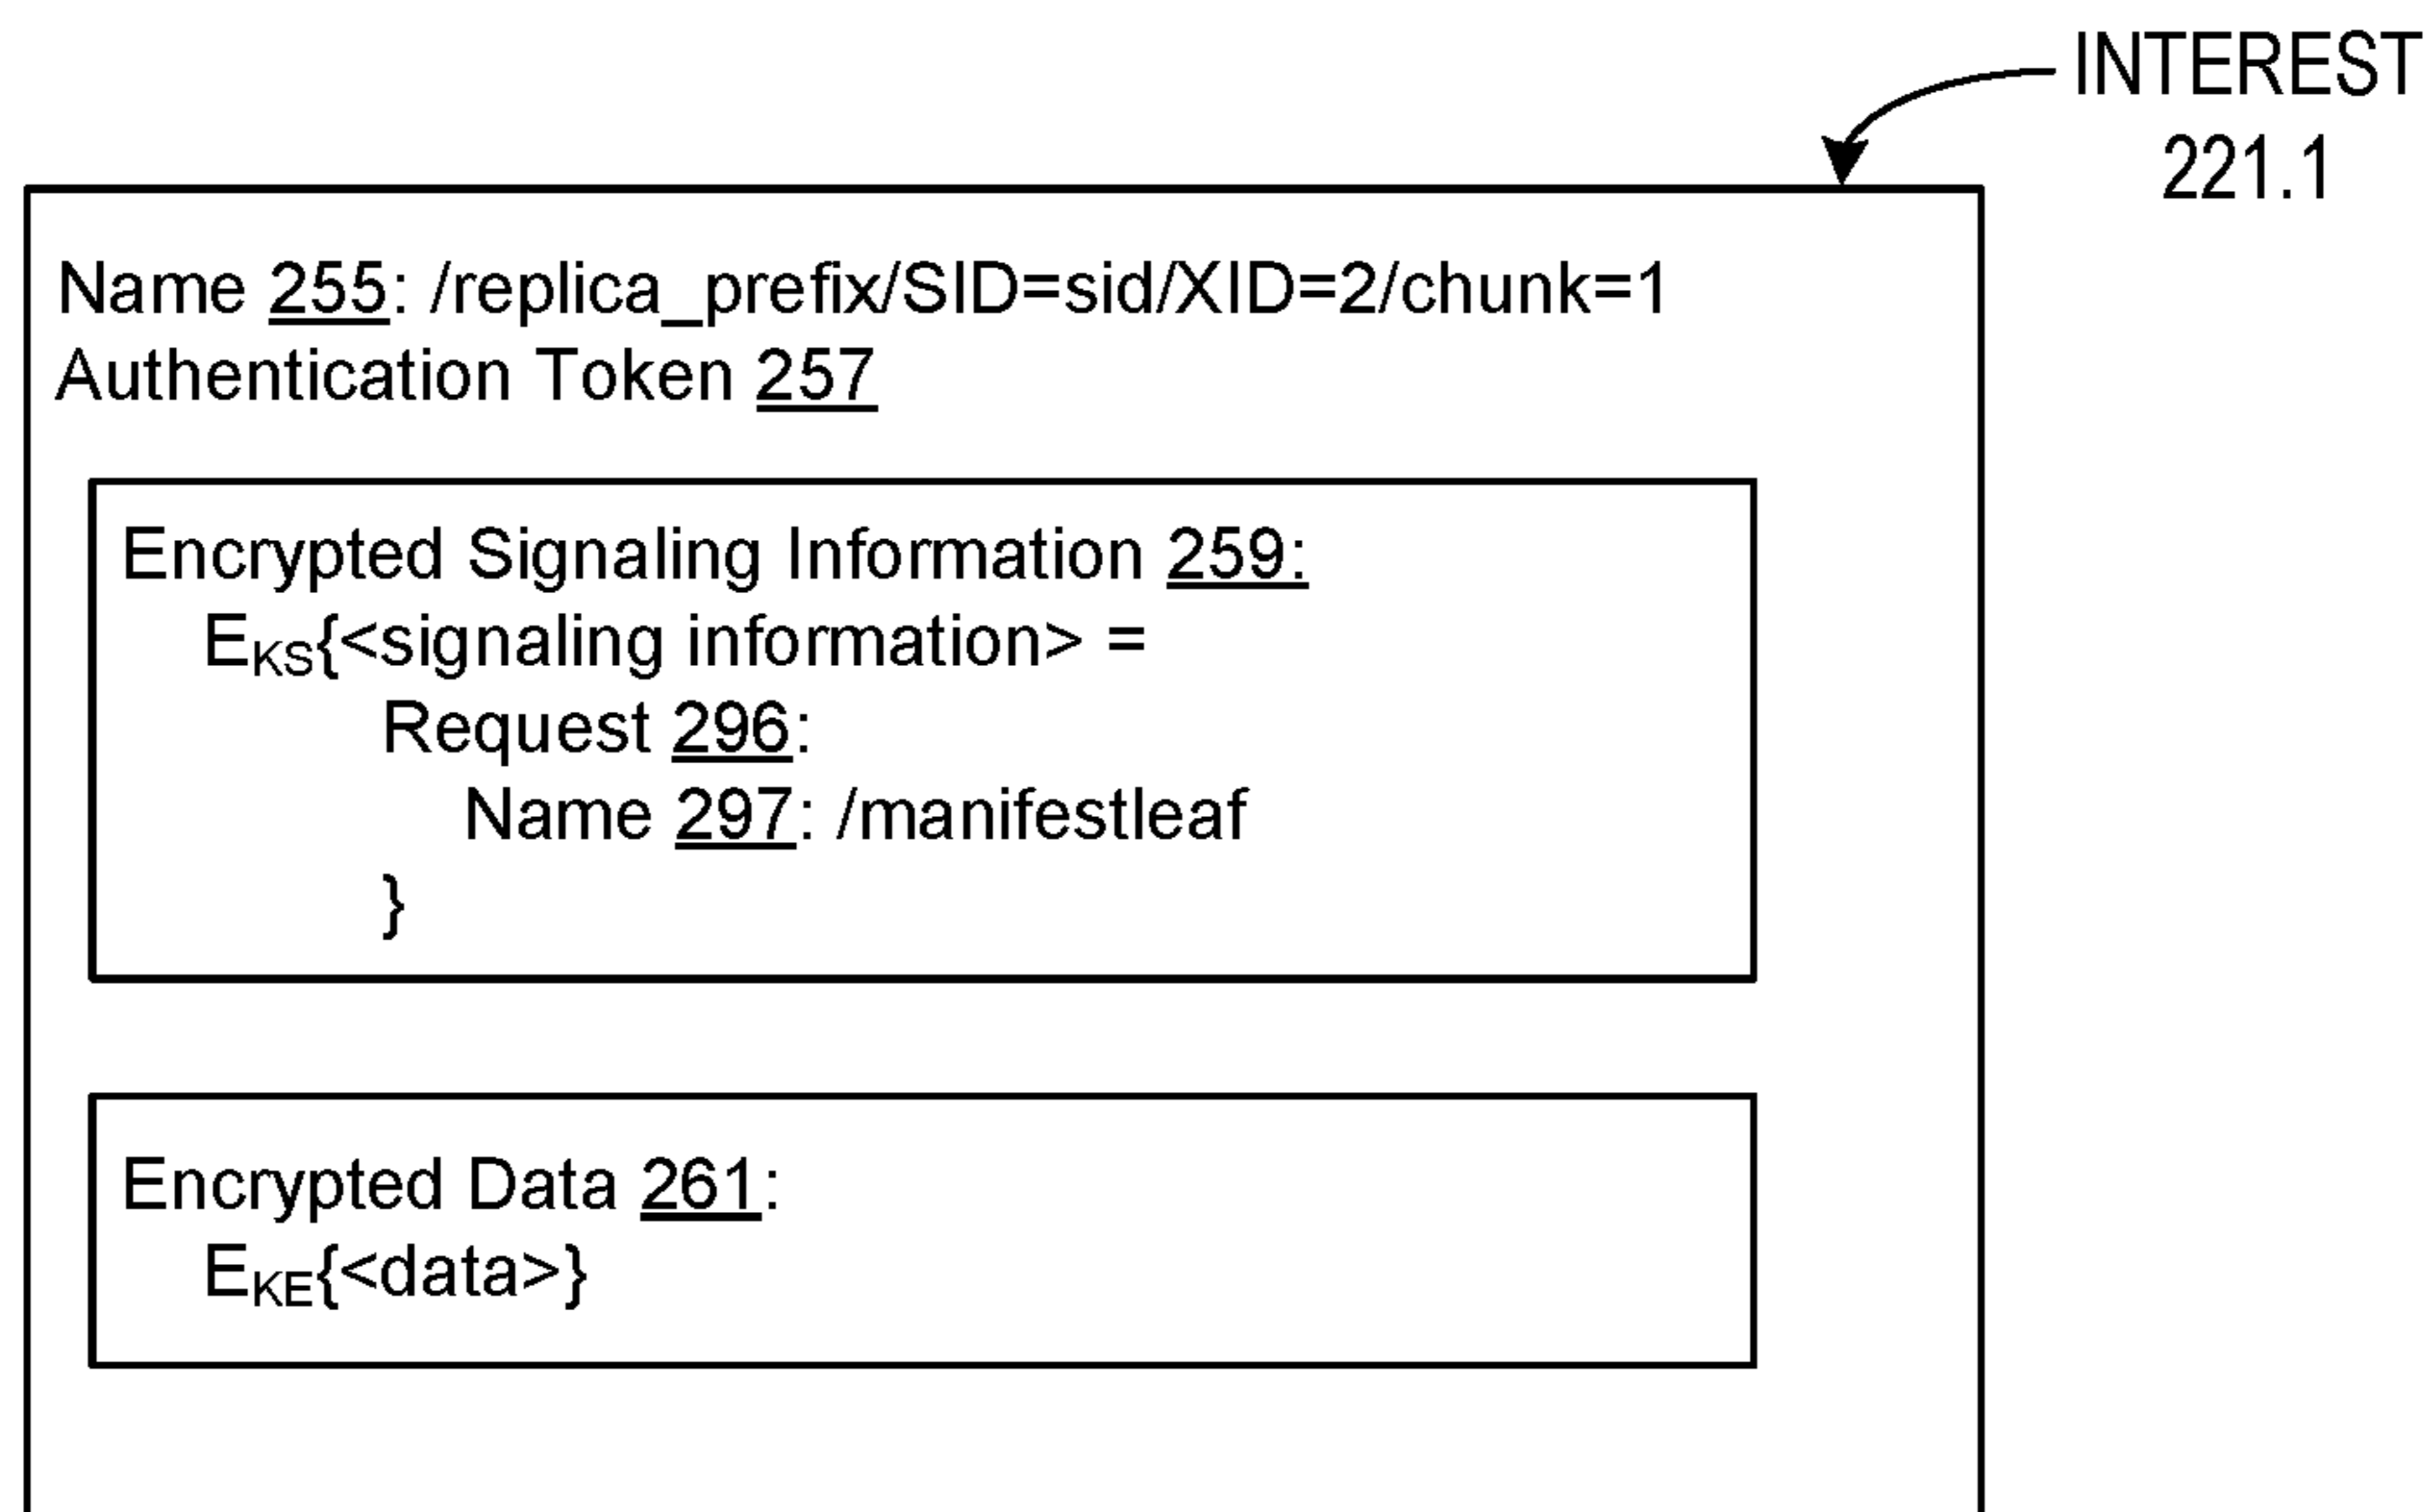 INTEREST
221.1
Name 255: /replica_prefix/SID=sid/XID=2/chunk=1
Authentication Token 257
Encrypted Signaling Information 259:
EKS{<signaling information> =
Request 296:
Name 297: /manifestleaf
}
Encrypted Data 261:
EKE{<data>}